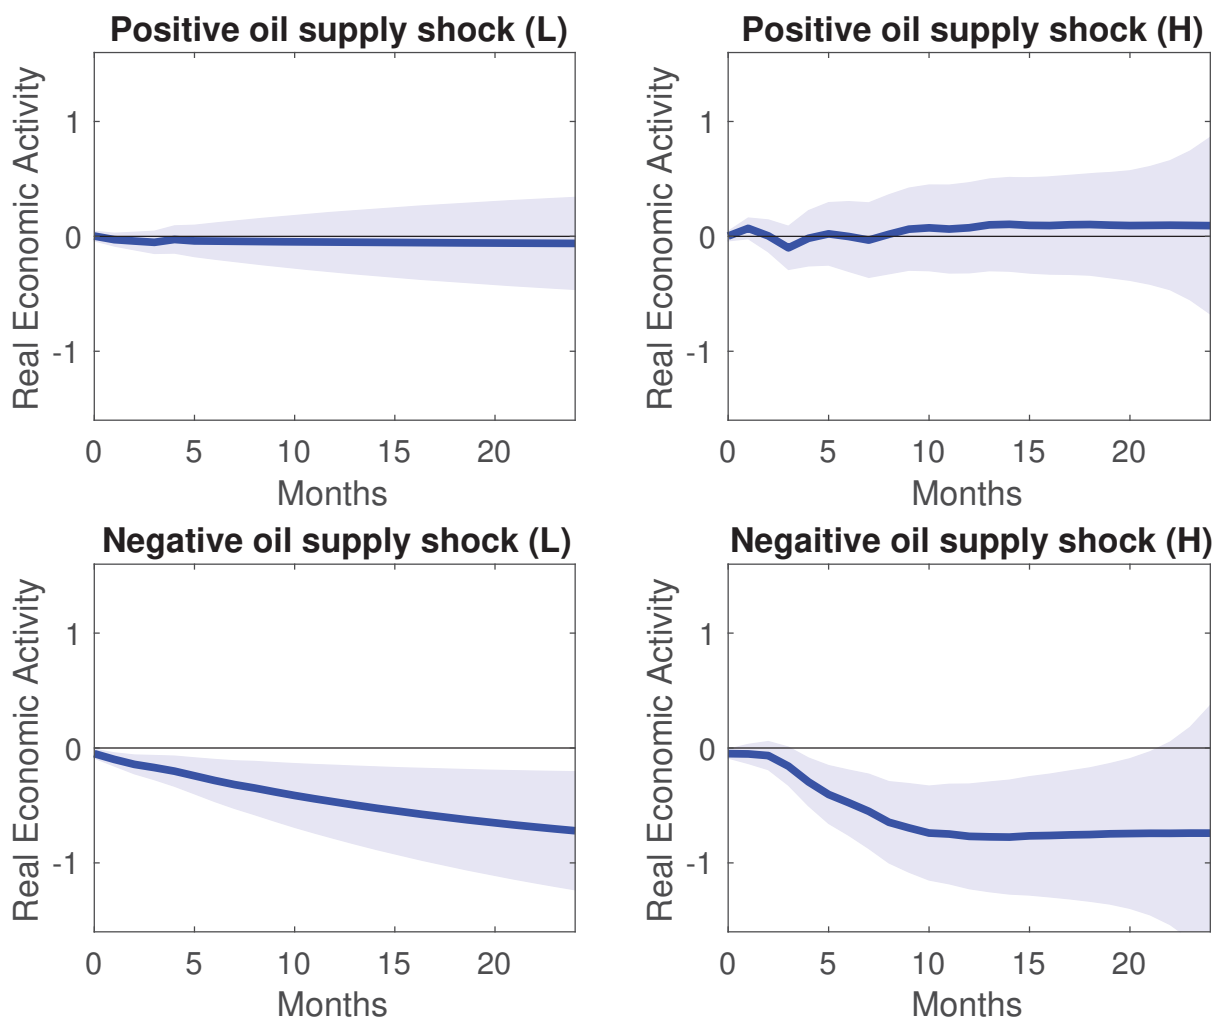 Positive oil supply shock (L)
Real Economic Activity
1
0
-1
0 5 10 15 20
Months
Positive oil supply shock (H)
Real Economic Activity
1
0
-1
0 5 10 15 20
Months
Negative oil supply shock (L)
Real Economic Activity
1
0
-1
0 5 10 15 20
Months
Negaitive oil supply shock (H)
Real Economic Activity
1
0
-1
0 5 10 15 20
Months